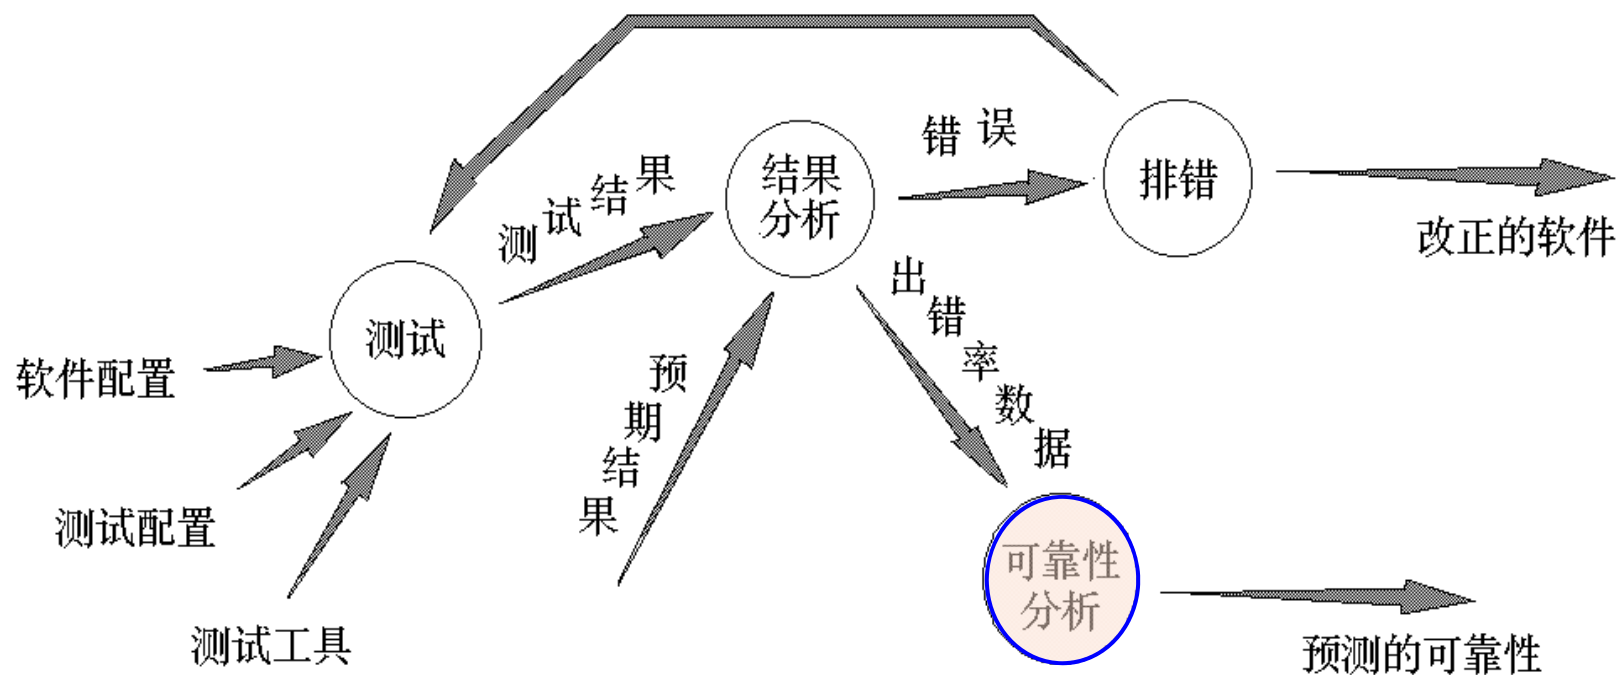 错误
测试结果
结果
分析
排错
改正的软件
出错率数据
测试
软件配置
预期结果
测试配置
可靠性
分析
测试工具
预测的可靠性